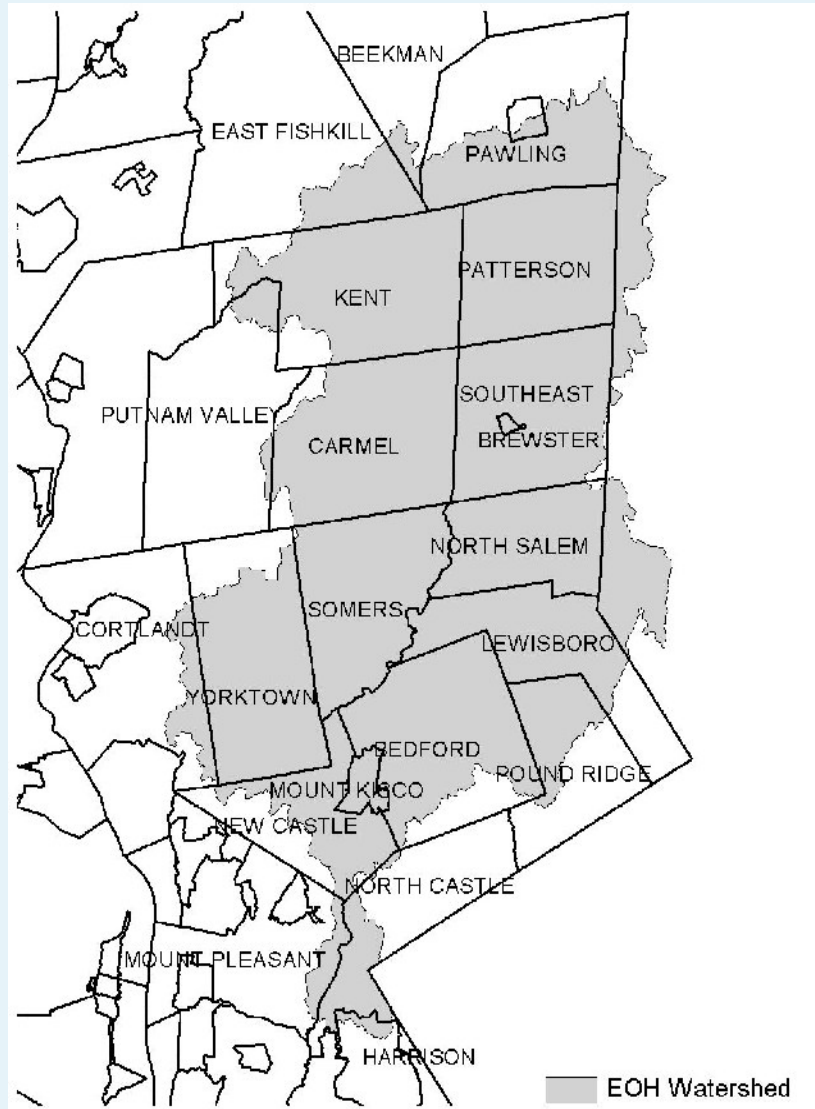 BEEKMAN
EAST FISHKILL
PAWLING
PATTERSON
KENT
SOUTHEAST
PUTNAM VALLEY
BREWSTER
CARMEL
NORTH SALEM
SOMERS
CORTLANDT
LEWISBORO
YORKTOWN
BEDFORD
POUND RIDGE
MOUNT KISCO
NEW CASTLE
NORTH CASTLE
MOUNT PLEASANT
HARRISON
EOH Watershed